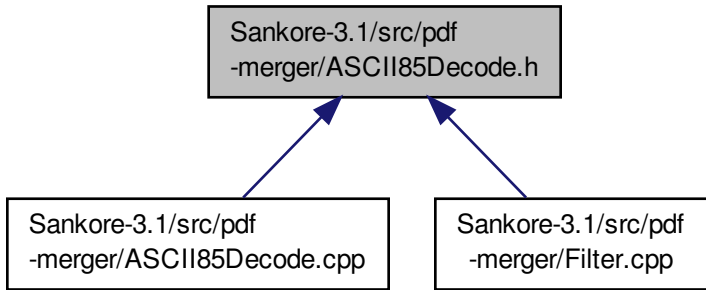 Sankore-3.1/src/pdf
-merger/ASCII85Decode.h
Sankore-3.1/src/pdf
-merger/ASCII85Decode.cpp
Sankore-3.1/src/pdf
-merger/Filter.cpp